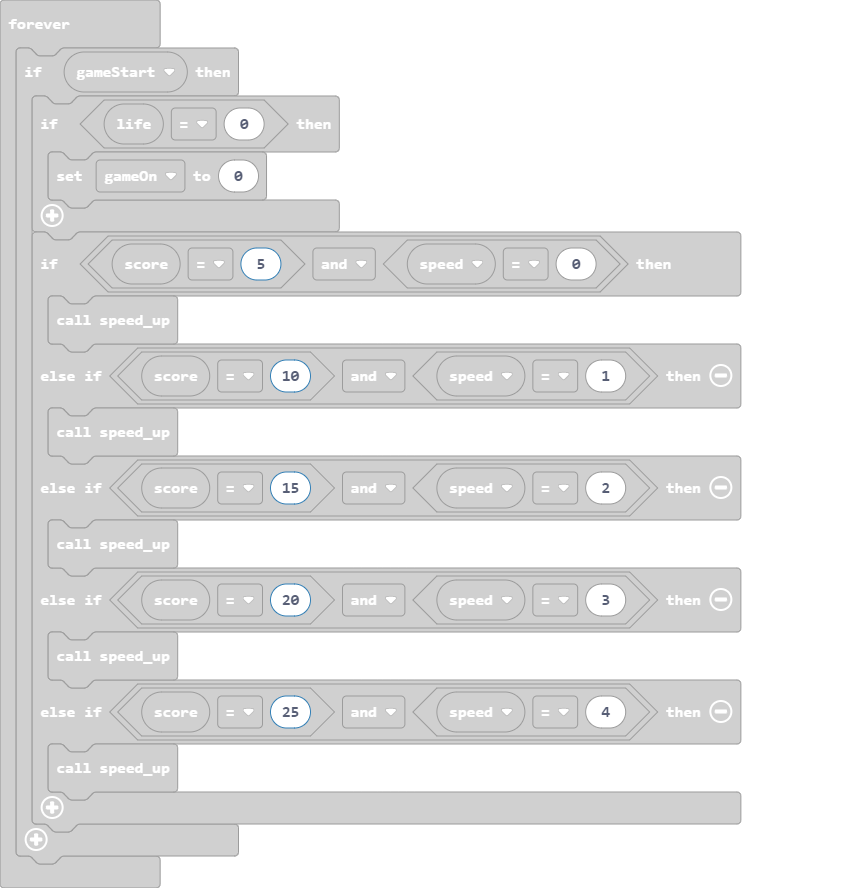 forever
if gameStart then
if life = 0 then
set gameOn to 0
if score = 5 and speed = 0 then
call speed_up
else if score = 10 and speed = 1 then
call speed_up
else if score = 15 and speed = 2 then
call speed_up
else if score = 20 and speed = 3 then
call speed_up
else if score = 25 and speed = 4 then
call speed_up